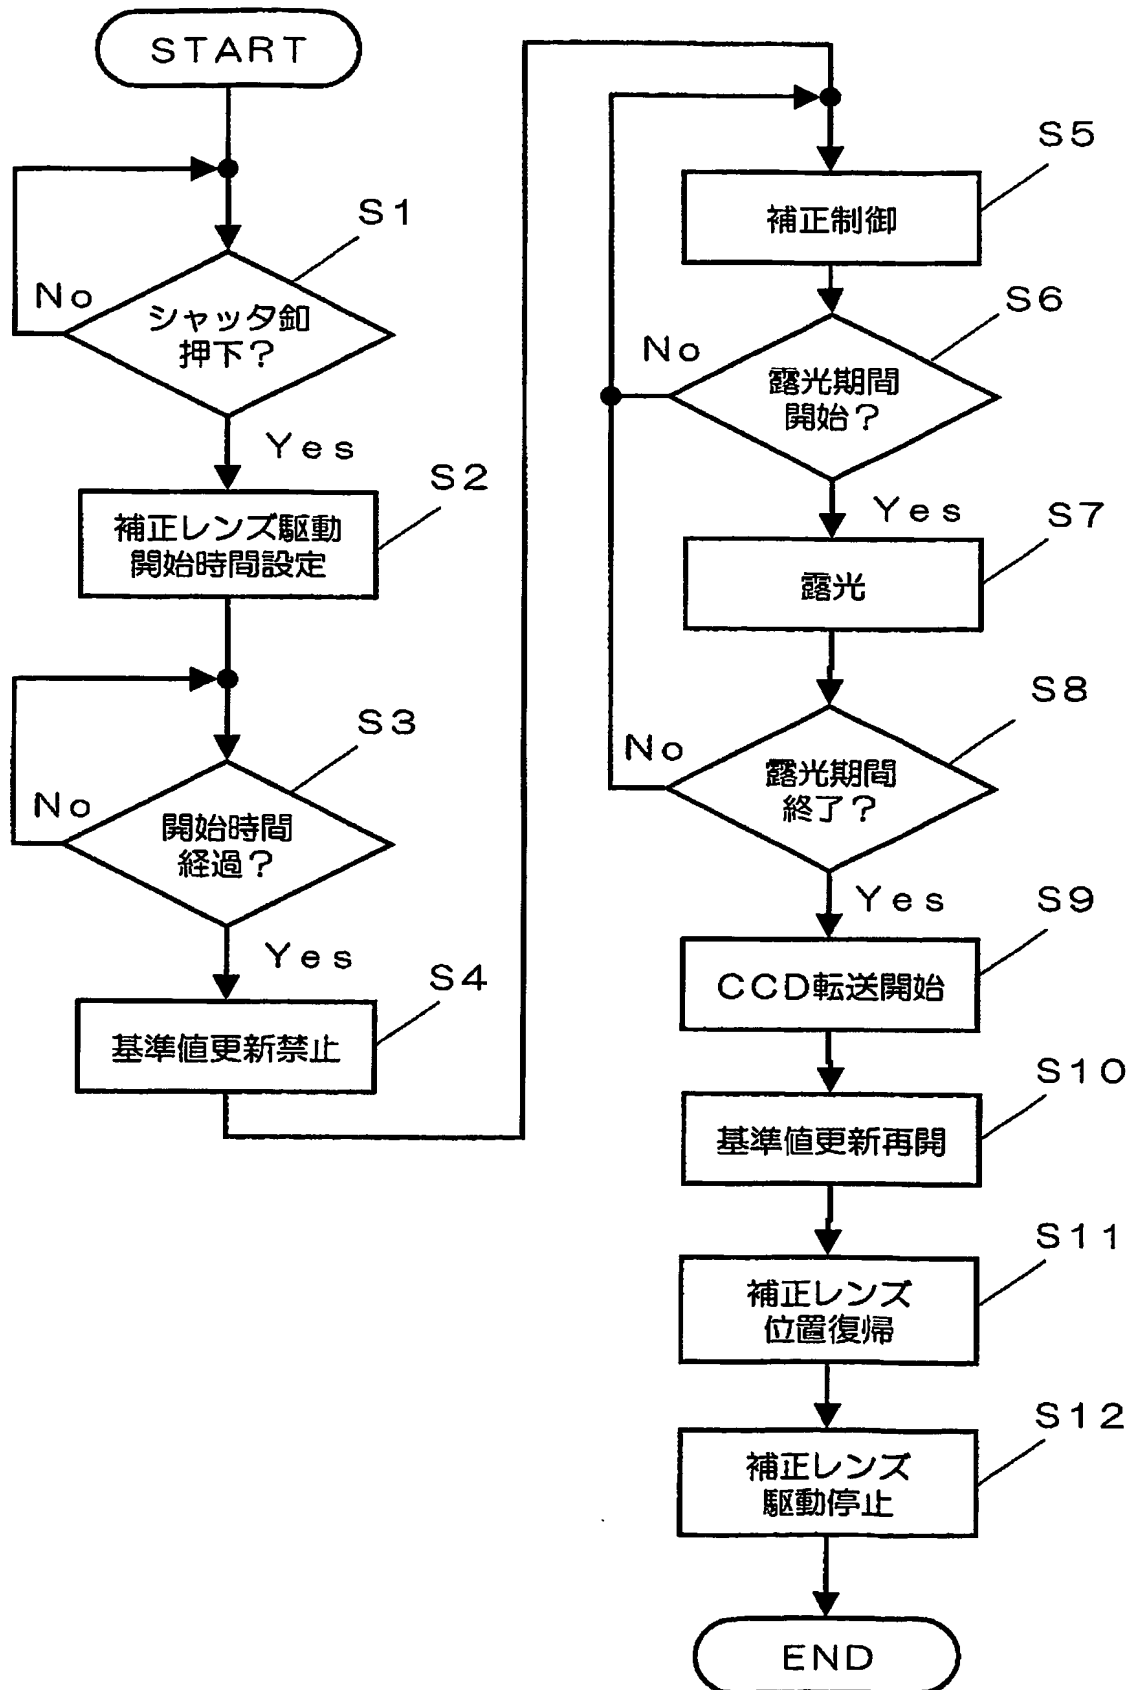 START
S1
No
シャッタ釦
押下?
Yes
S2
補正レンズ駆動
開始時間設定
S3
No
開始時間
経過?
Yes
S4
基準値更新禁止
S5
補正制御
S6
No
露光期間
開始?
Yes
S7
露光
S8
No
露光期間
終了?
Yes
S9
CCD転送開始
S10
基準値更新再開
S11
補正レンズ
位置復帰
S12
補正レンズ
駆動停止
END